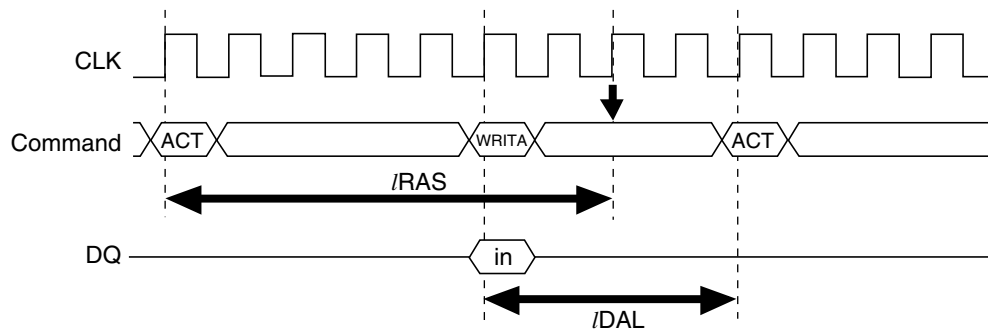 CLK
Command ACT WRITA ACT
lRAS
DQ in
lDAL